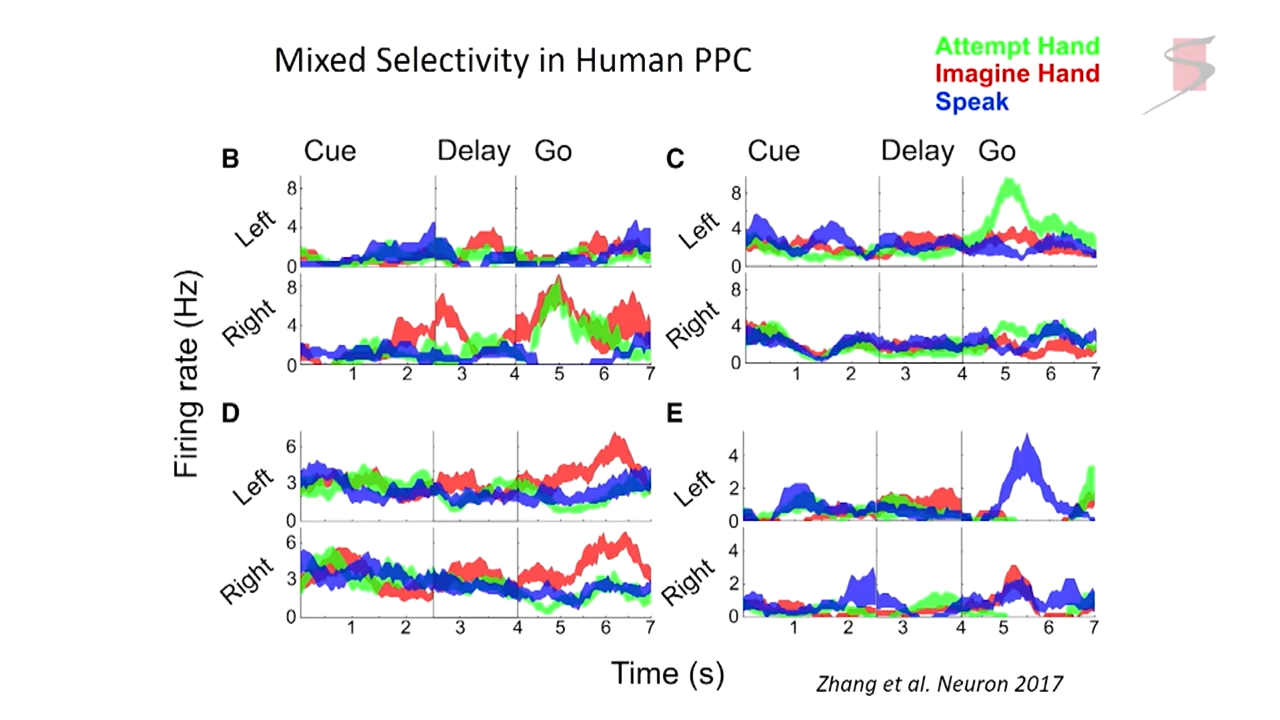 Mixed Selectivity in Human PPC
Attempt Hand
Imagine Hand
Speak
B
Cue Delay Go
Left
8
4
0
Right
8
4
0
1 2 3 4 5 6 7
C
Cue Delay Go
Left
8
4
0
Right
8
4
0
1 2 3 4 5 6 7
D
Left
6
3
0
Right
6
3
0
1 2 3 4 5 6 7
E
Left
4
2
0
Right
4
2
0
1 2 3 4 5 6 7
Firing rate (Hz)
Time (s)
Zhang et al. Neuron 2017